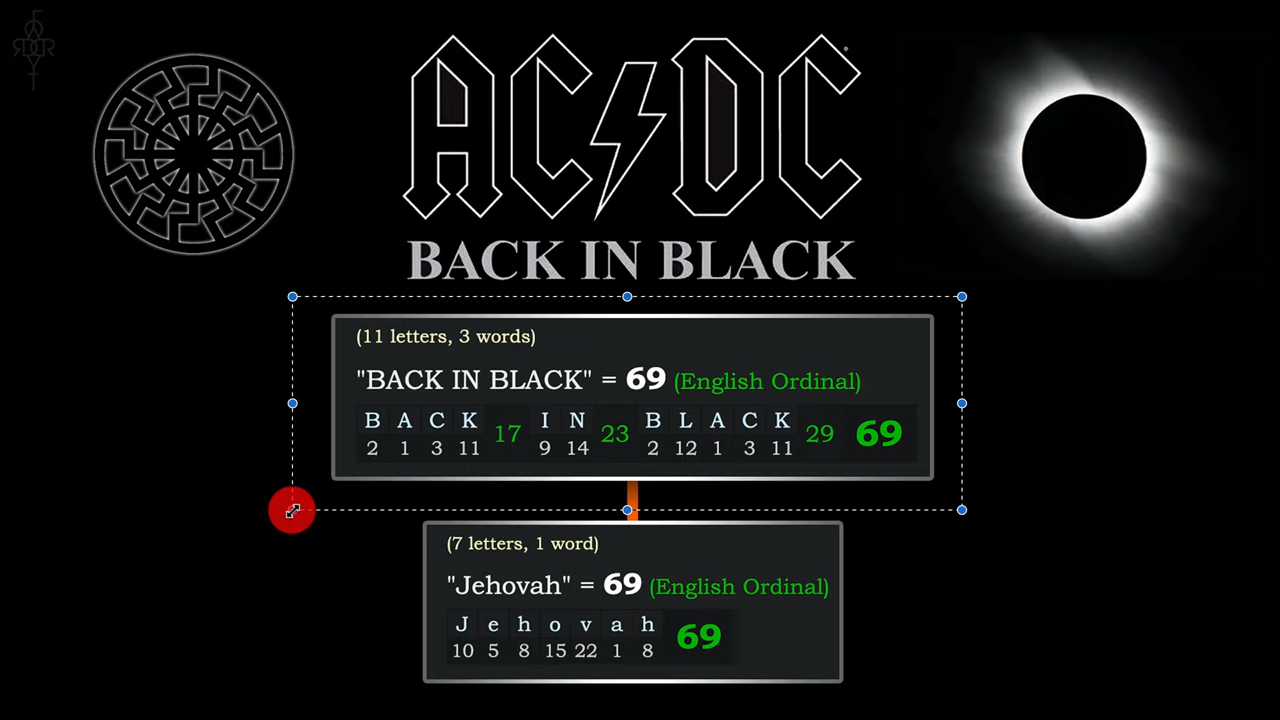 AC⚡DC
BACK IN BLACK
(11 letters, 3 words)
"BACK IN BLACK" = 69 (English Ordinal)
B A C K 17 I N 23 B L A C K 29 69
2 1 3 11 9 14 2 12 1 3 11
(7 letters, 1 word)
"Jehovah" = 69 (English Ordinal)
J e h o v a h 69
10 5 8 15 22 1 8